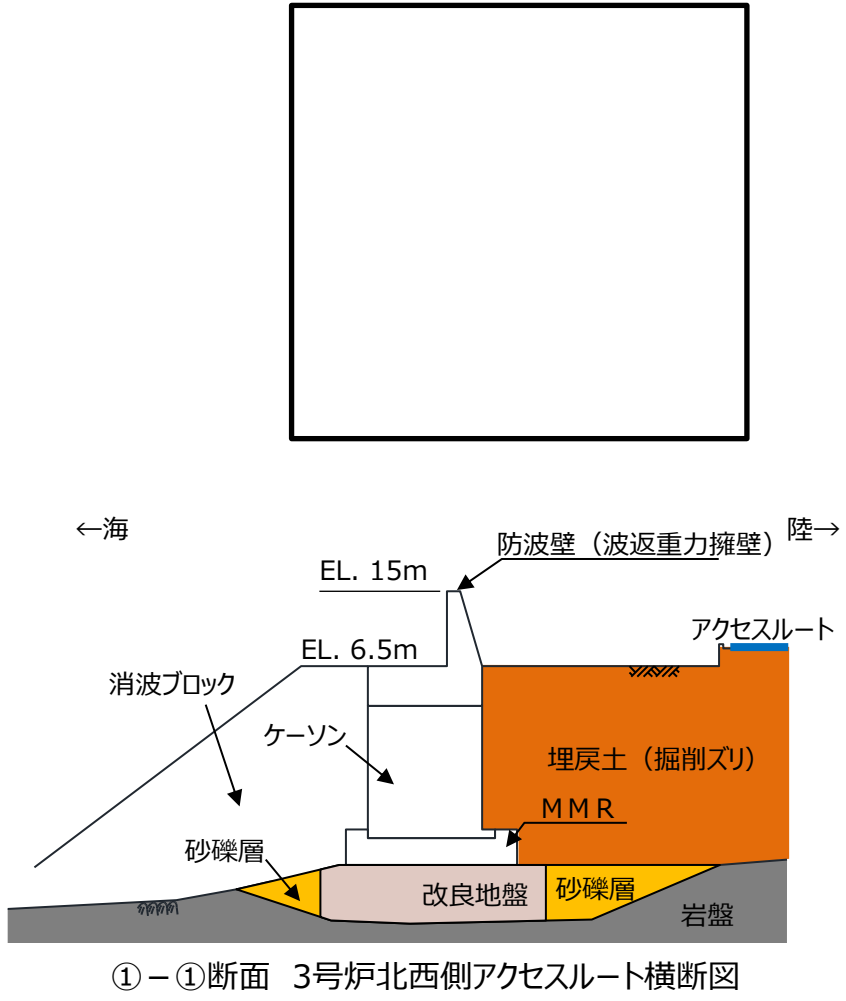 ←海
陸→
防波壁（波返重力擁壁）
EL. 15m
アクセスルート
EL. 6.5m
消波ブロック
ケーソン
埋戻土（掘削ズリ）
ＭＭＲ
砂礫層
改良地盤
砂礫層
岩盤
①－①断面 3号炉北西側アクセスルート横断図